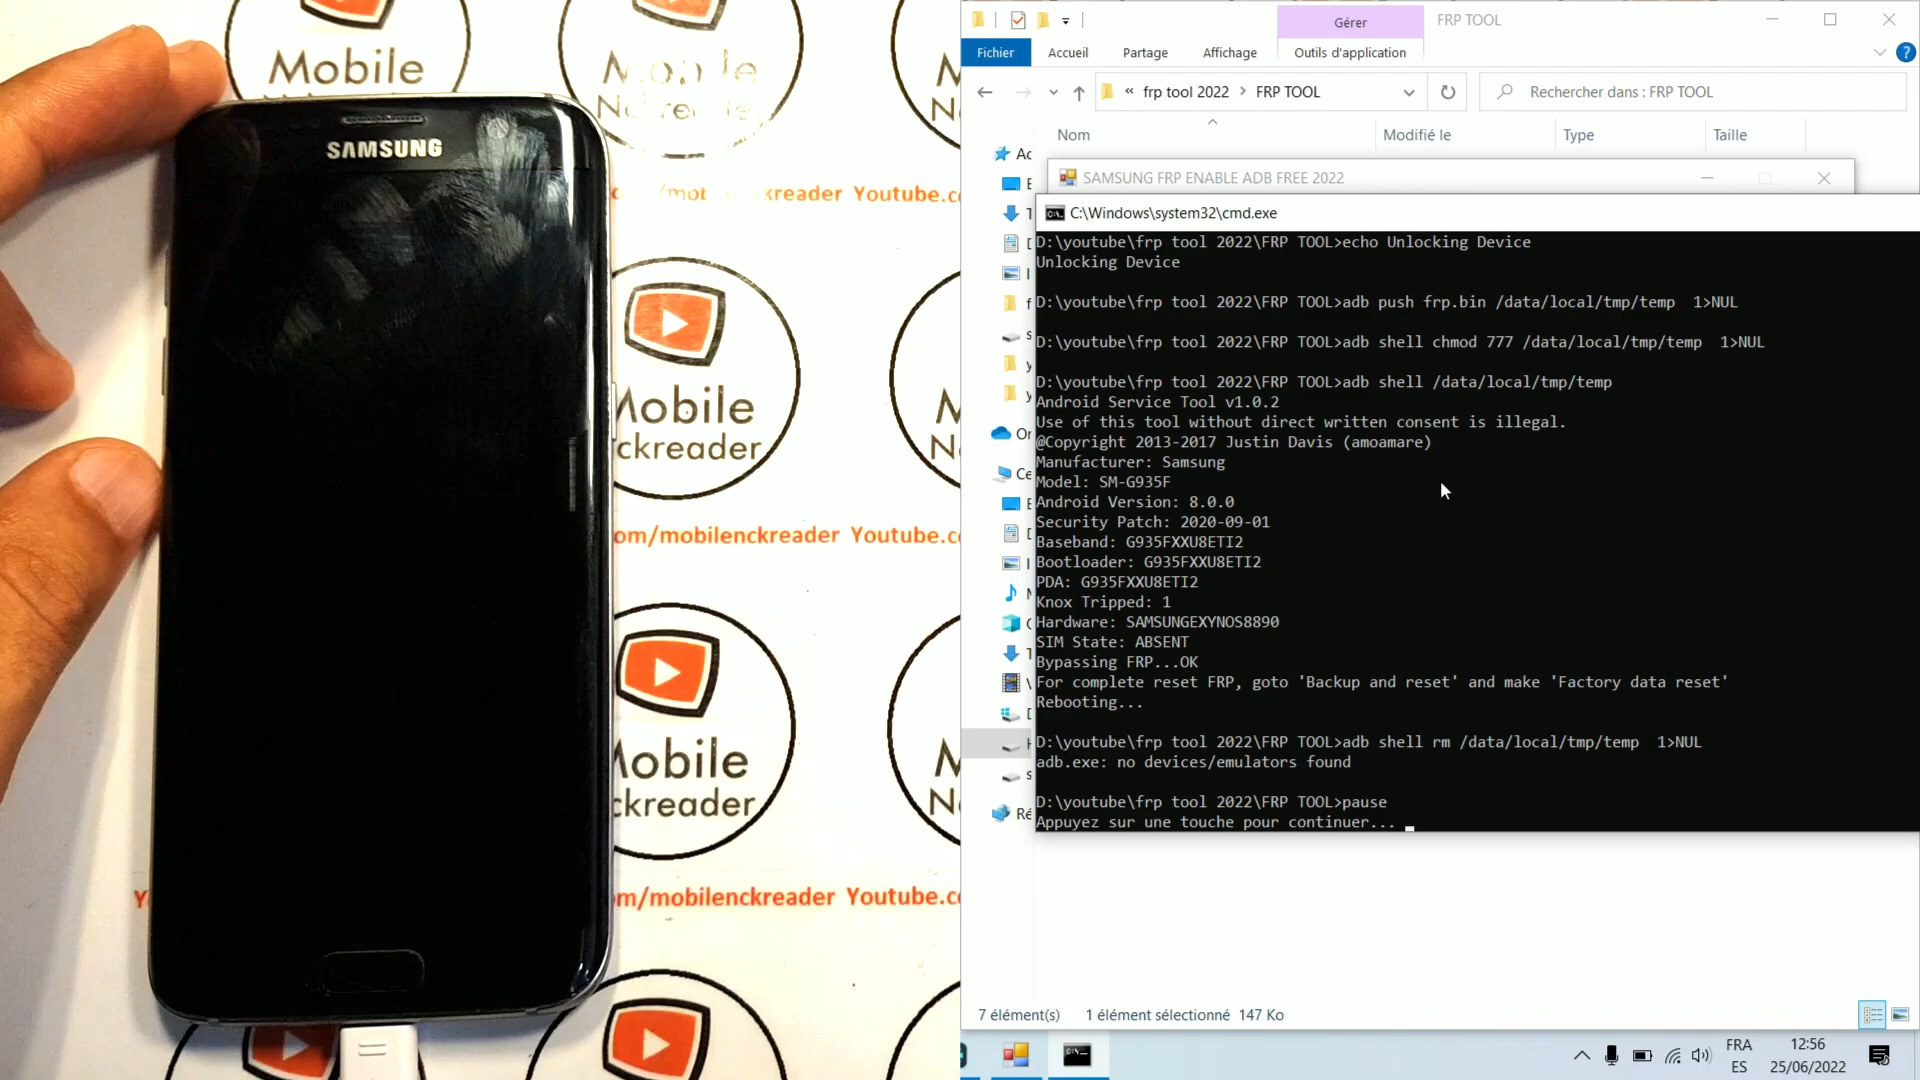 Mobile
SAMSUNG
/mobilenckreader Youtube.c
Mobile
ckreader
om/mobilenckreader Youtube.c
Mobile
ckreader
Y
om/mobilenckreader Youtube.c
Gérer
FRP TOOL
Fichier
Accueil
Partage
Affichage
Outils d'application
« frp tool 2022 > FRP TOOL
Rechercher dans : FRP TOOL
Nom
Modifié le
Type
Taille
SAMSUNG FRP ENABLE ADB FREE 2022
C:\Windows\system32\cmd.exe
D:\youtube\frp tool 2022\FRP TOOL>echo Unlocking Device
Unlocking Device
D:\youtube\frp tool 2022\FRP TOOL>adb push frp.bin /data/local/tmp/temp  1>NUL
D:\youtube\frp tool 2022\FRP TOOL>adb shell chmod 777 /data/local/tmp/temp  1>NUL
D:\youtube\frp tool 2022\FRP TOOL>adb shell /data/local/tmp/temp
Android Service Tool v1.0.2
Use of this tool without direct written consent is illegal.
@Copyright 2013-2017 Justin Davis (amoamare)
Manufacturer: Samsung
Model: SM-G935F
Android Version: 8.0.0
Security Patch: 2020-09-01
Baseband: G935FXXU8ETI2
Bootloader: G935FXXU8ETI2
PDA: G935FXXU8ETI2
Knox Tripped: 1
Hardware: SAMSUNGEXYNOS8890
SIM State: ABSENT
Bypassing FRP...OK
For complete reset FRP, goto 'Backup and reset' and make 'Factory data reset'
Rebooting...
D:\youtube\frp tool 2022\FRP TOOL>adb shell rm /data/local/tmp/temp  1>NUL
adb.exe: no devices/emulators found
D:\youtube\frp tool 2022\FRP TOOL>pause
Appuyez sur une touche pour continuer...
7 élément(s)
1 élément sélectionné  147 Ko
FRA
ES
12:56
25/06/2022